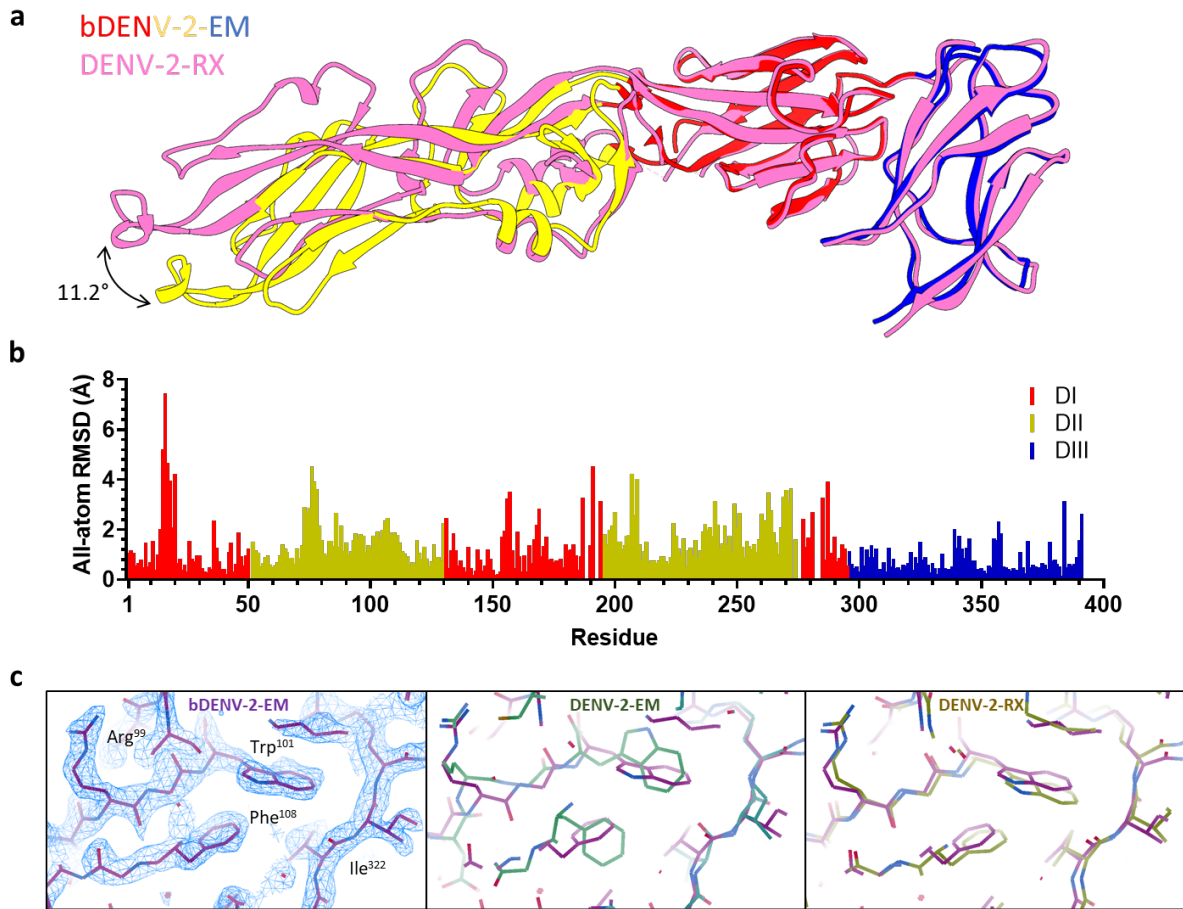 a
bDENV-2-EM
DENV-2-RX
11.2°
b
All-atom RMSD (Å)
8
6
4
2
0
DI
DII
DIII
1 50 100 150 200 250 300 350 400
Residue
c
bDENV-2-EM
Arg⁹⁹
Trp¹⁰¹
Phe¹⁰⁸
Ile³²²
DENV-2-EM
DENV-2-RX